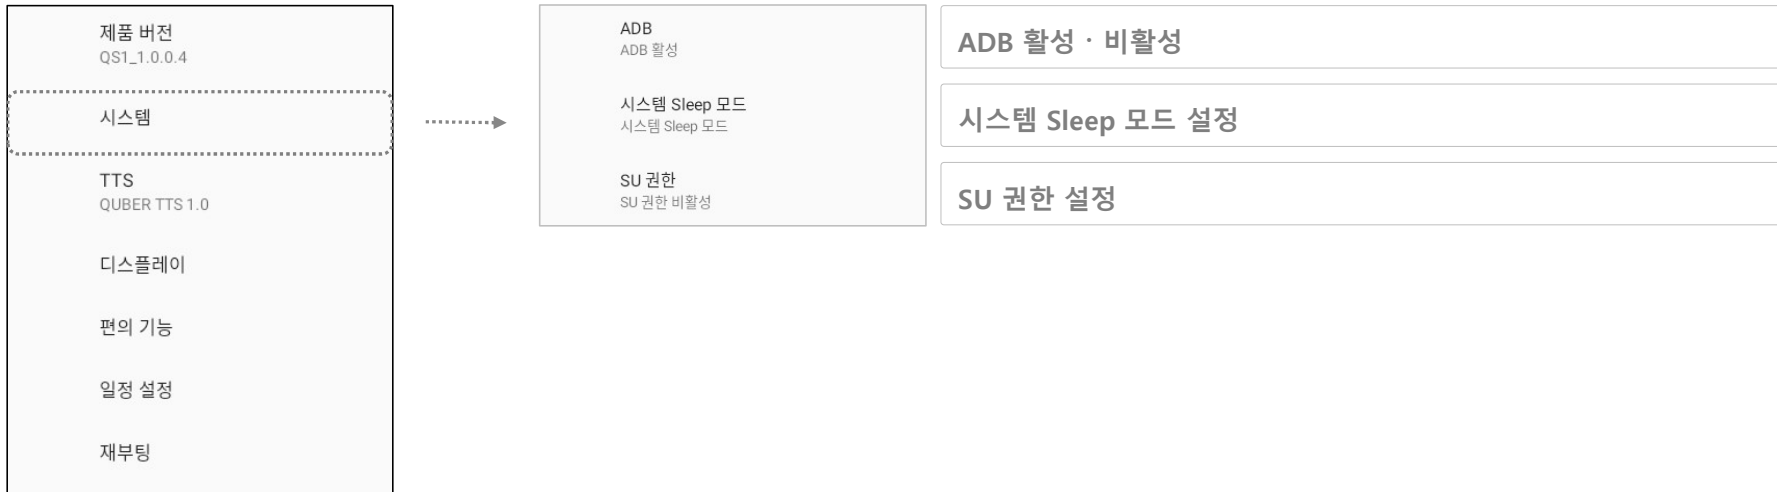 제품 버전
QS1_1.0.0.4
시스템
TTS
QUBER TTS 1.0
디스플레이
편의 기능
일정 설정
재부팅
ADB
ADB 활성
시스템 Sleep 모드
시스템 Sleep 모드
SU 권한
SU 권한 비활성
ADB 활성 · 비활성
시스템 Sleep 모드 설정
SU 권한 설정